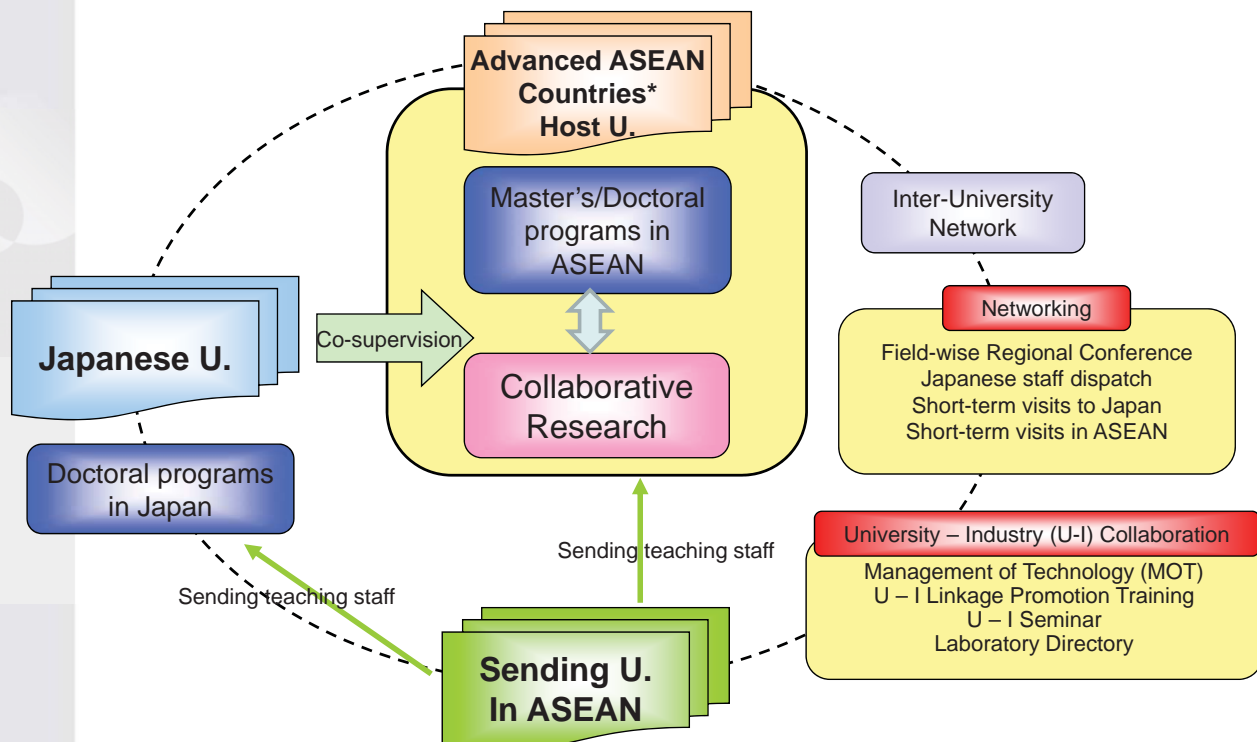 Advanced ASEAN
Countries*
Host U.
Master's/Doctoral
programs in
ASEAN
Inter-University
Network
Networking
Field-wise Regional Conference
Japanese staff dispatch
Short-term visits to Japan
Short-term visits in ASEAN
Japanese U.
Co-supervision
Collaborative
Research
Doctoral programs
in Japan
University – Industry (U-I) Collaboration
Management of Technology (MOT)
U – I Linkage Promotion Training
U – I Seminar
Laboratory Directory
Sending teaching staff
Sending teaching staff
Sending U.
In ASEAN